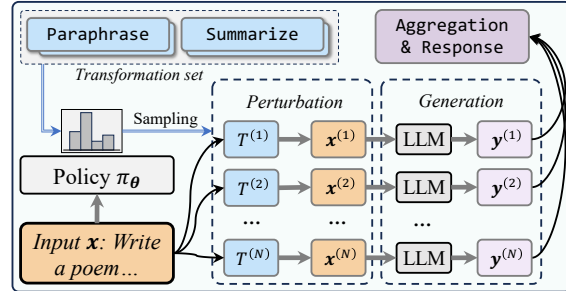 Paraphrase
Summarize
Transformation set
Aggregation
& Response
Sampling
Perturbation
Generation
Policy π_θ
Input x: Write
a poem…
T^(1) x^(1) LLM y^(1)
T^(2) x^(2) LLM y^(2)
... ... ...
T^(N) x^(N) LLM y^(N)